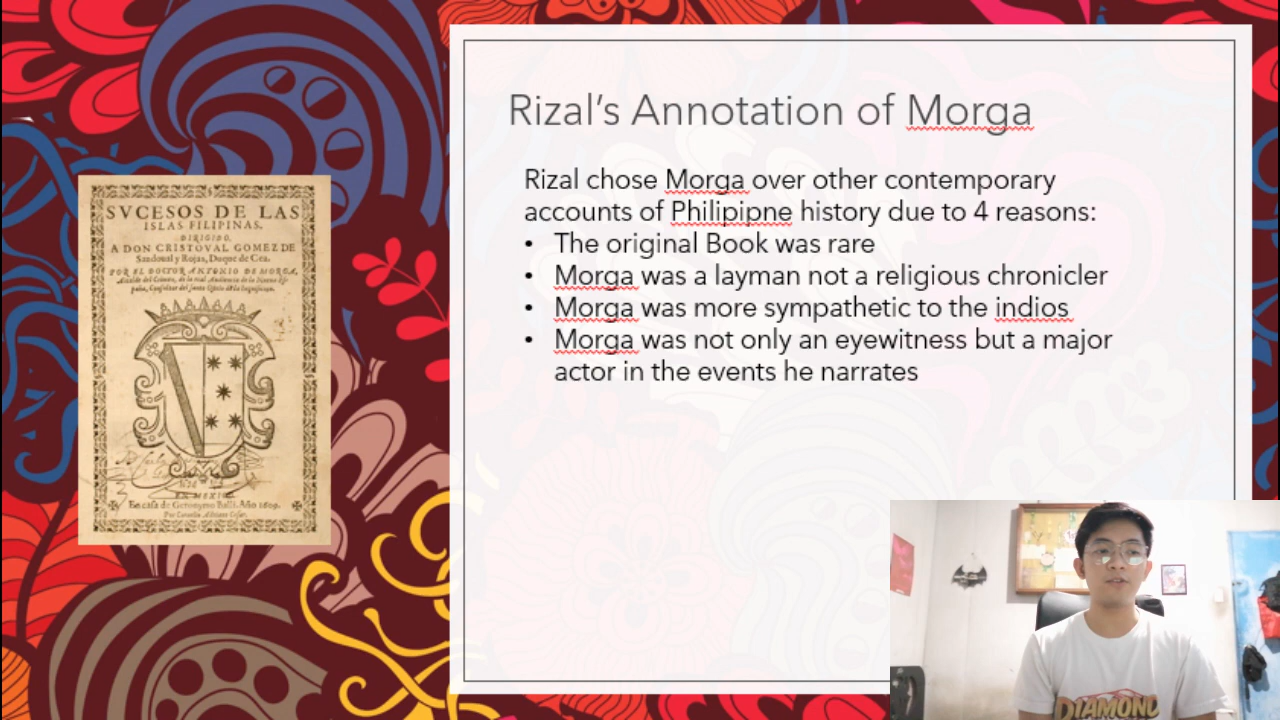 Rizal's Annotation of Morga
Rizal chose Morga over other contemporary
accounts of Philipipne history due to 4 reasons:
• The original Book was rare
• Morga was a layman not a religious chronicler
• Morga was more sympathetic to the indios
• Morga was not only an eyewitness but a major
actor in the events he narrates
SVCESOS DE LAS
ISLAS FILIPINAS.
DIRIGIDO,
A DON CRISTOVAL GOMEZ DE
Sandoual y Rojas, Duque de Cea.
POR EL DOCTOR ANTONIO DE MORGA,
EN MEXICO
En casa de Geronymo Balli. Año 1609.
DIAMOND